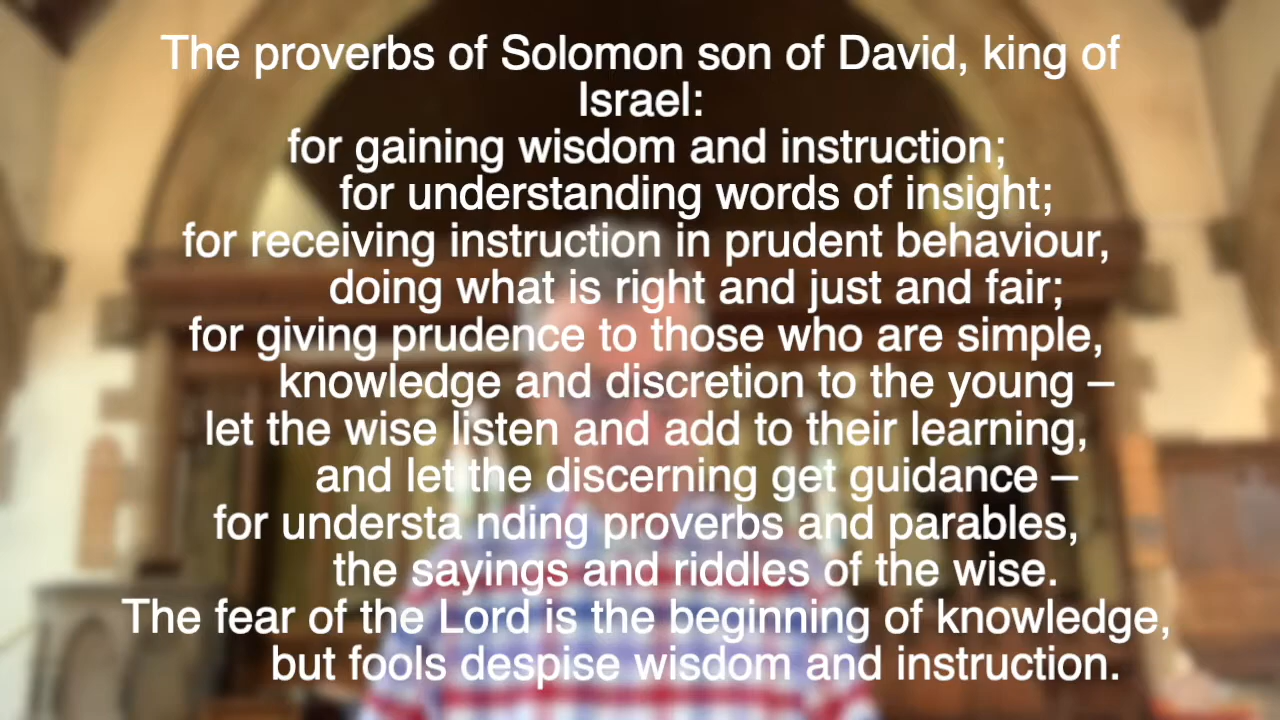 The proverbs of Solomon son of David, king of
Israel:
for gaining wisdom and instruction;
for understanding words of insight;
for receiving instruction in prudent behaviour,
doing what is right and just and fair;
for giving prudence to those who are simple,
knowledge and discretion to the young –
let the wise listen and add to their learning,
and let the discerning get guidance –
for understa nding proverbs and parables,
the sayings and riddles of the wise.
The fear of the Lord is the beginning of knowledge,
but fools despise wisdom and instruction.